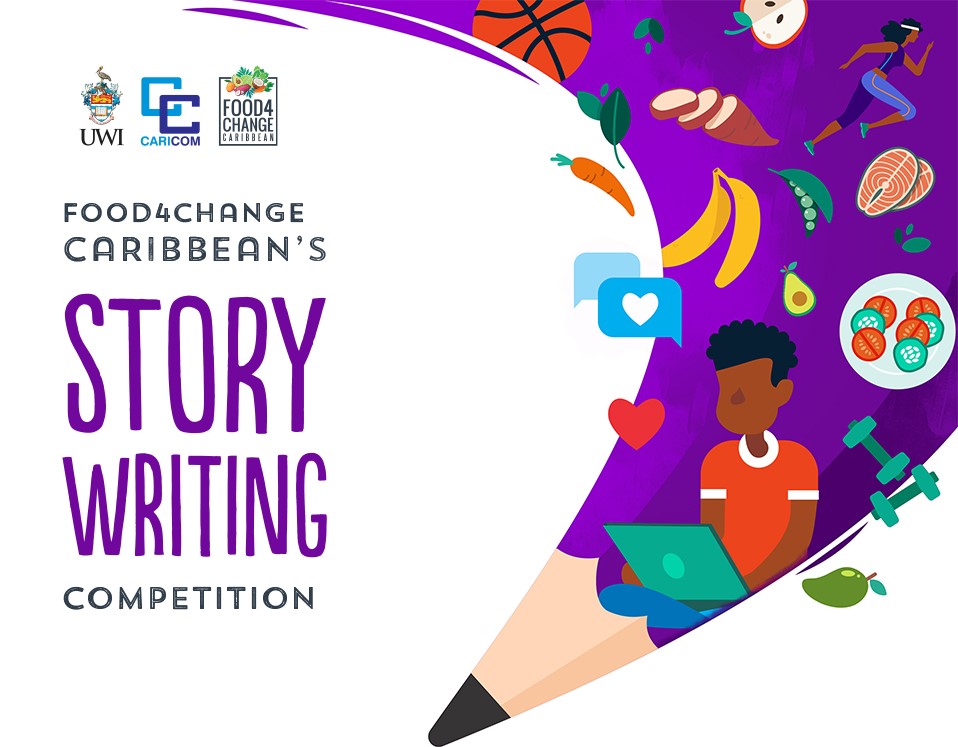 UWI
CARICOM
FOOD4
CHANGE
CARIBBEAN
FOOD4CHANGE
CARIBBEAN'S
STORY
WRITING
COMPETITION